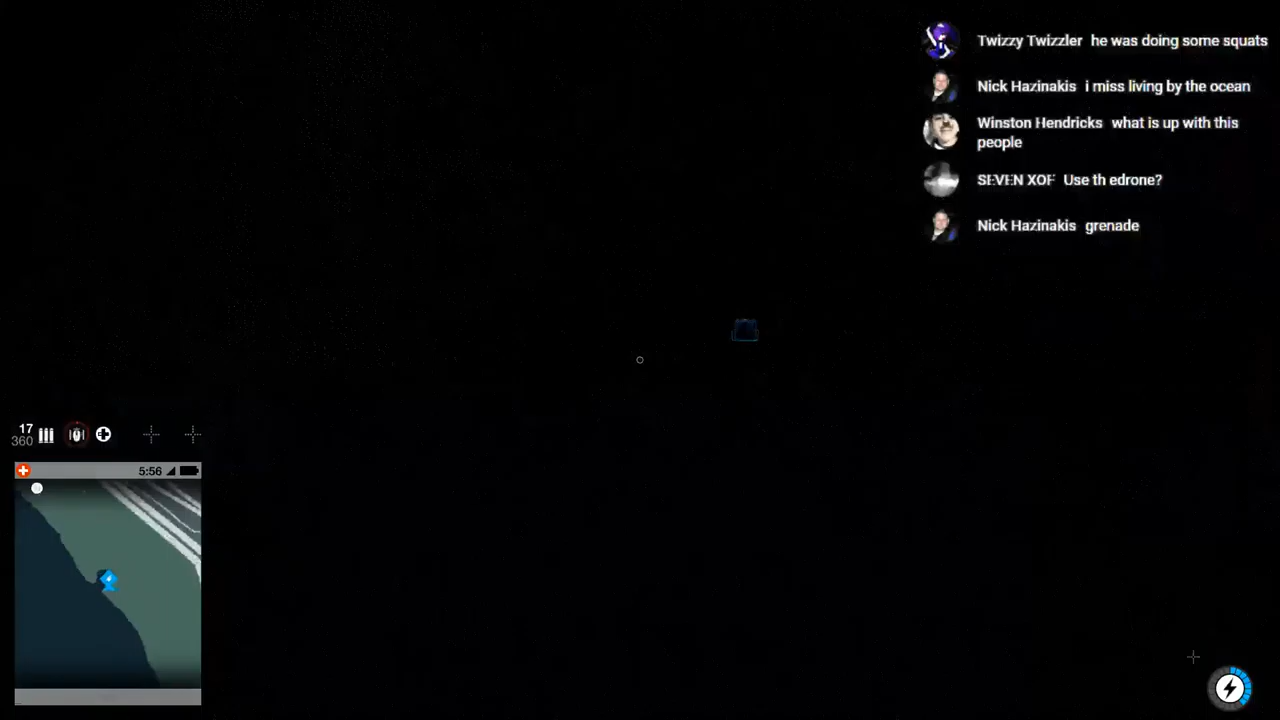 Twizzy Twizzler he was doing some squats
Nick Hazinakis i miss living by the ocean
Winston Hendricks what is up with this
people
SEVEN XOF Use th edrone?
Nick Hazinakis grenade
17
360
5:56